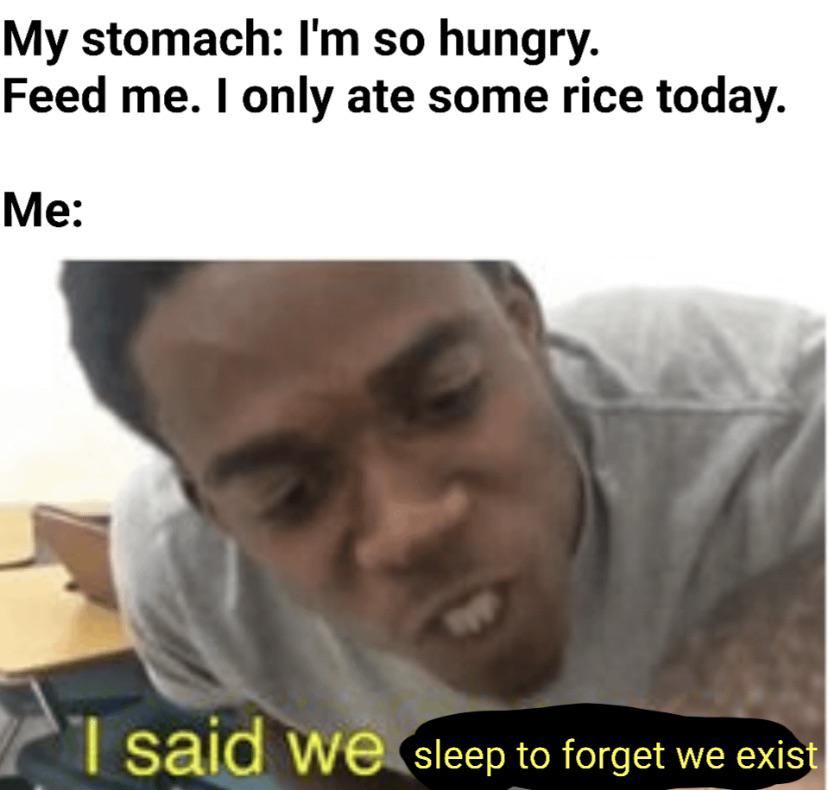 My stomach: I'm so hungry.
Feed me. I only ate some rice today.
Me:
I said we sleep to forget we exist